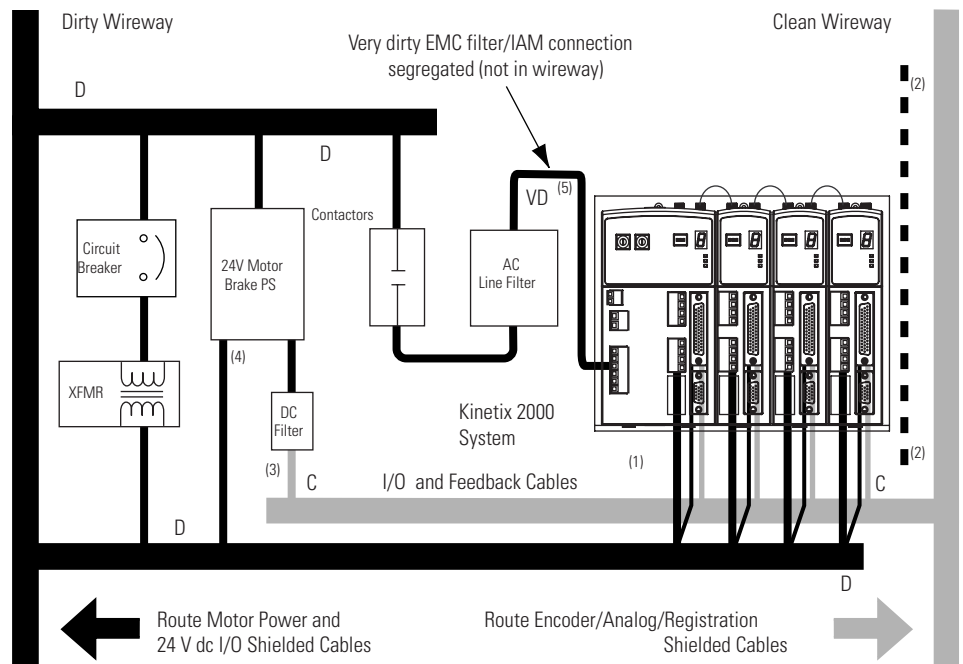 Dirty Wireway
Clean Wireway
Very dirty EMC filter/IAM connection
segregated (not in wireway)
(2)
D
D
VD
(5)
Contactors
Circuit
Breaker
24V Motor
Brake PS
AC
Line Filter
(4)
XFMR
DC
Filter
Kinetix 2000
System
(3)
(1)
(2)
C
I/O and Feedback Cables
C
D
D
Route Motor Power and
24 V dc I/O Shielded Cables
Route Encoder/Analog/Registration
Shielded Cables